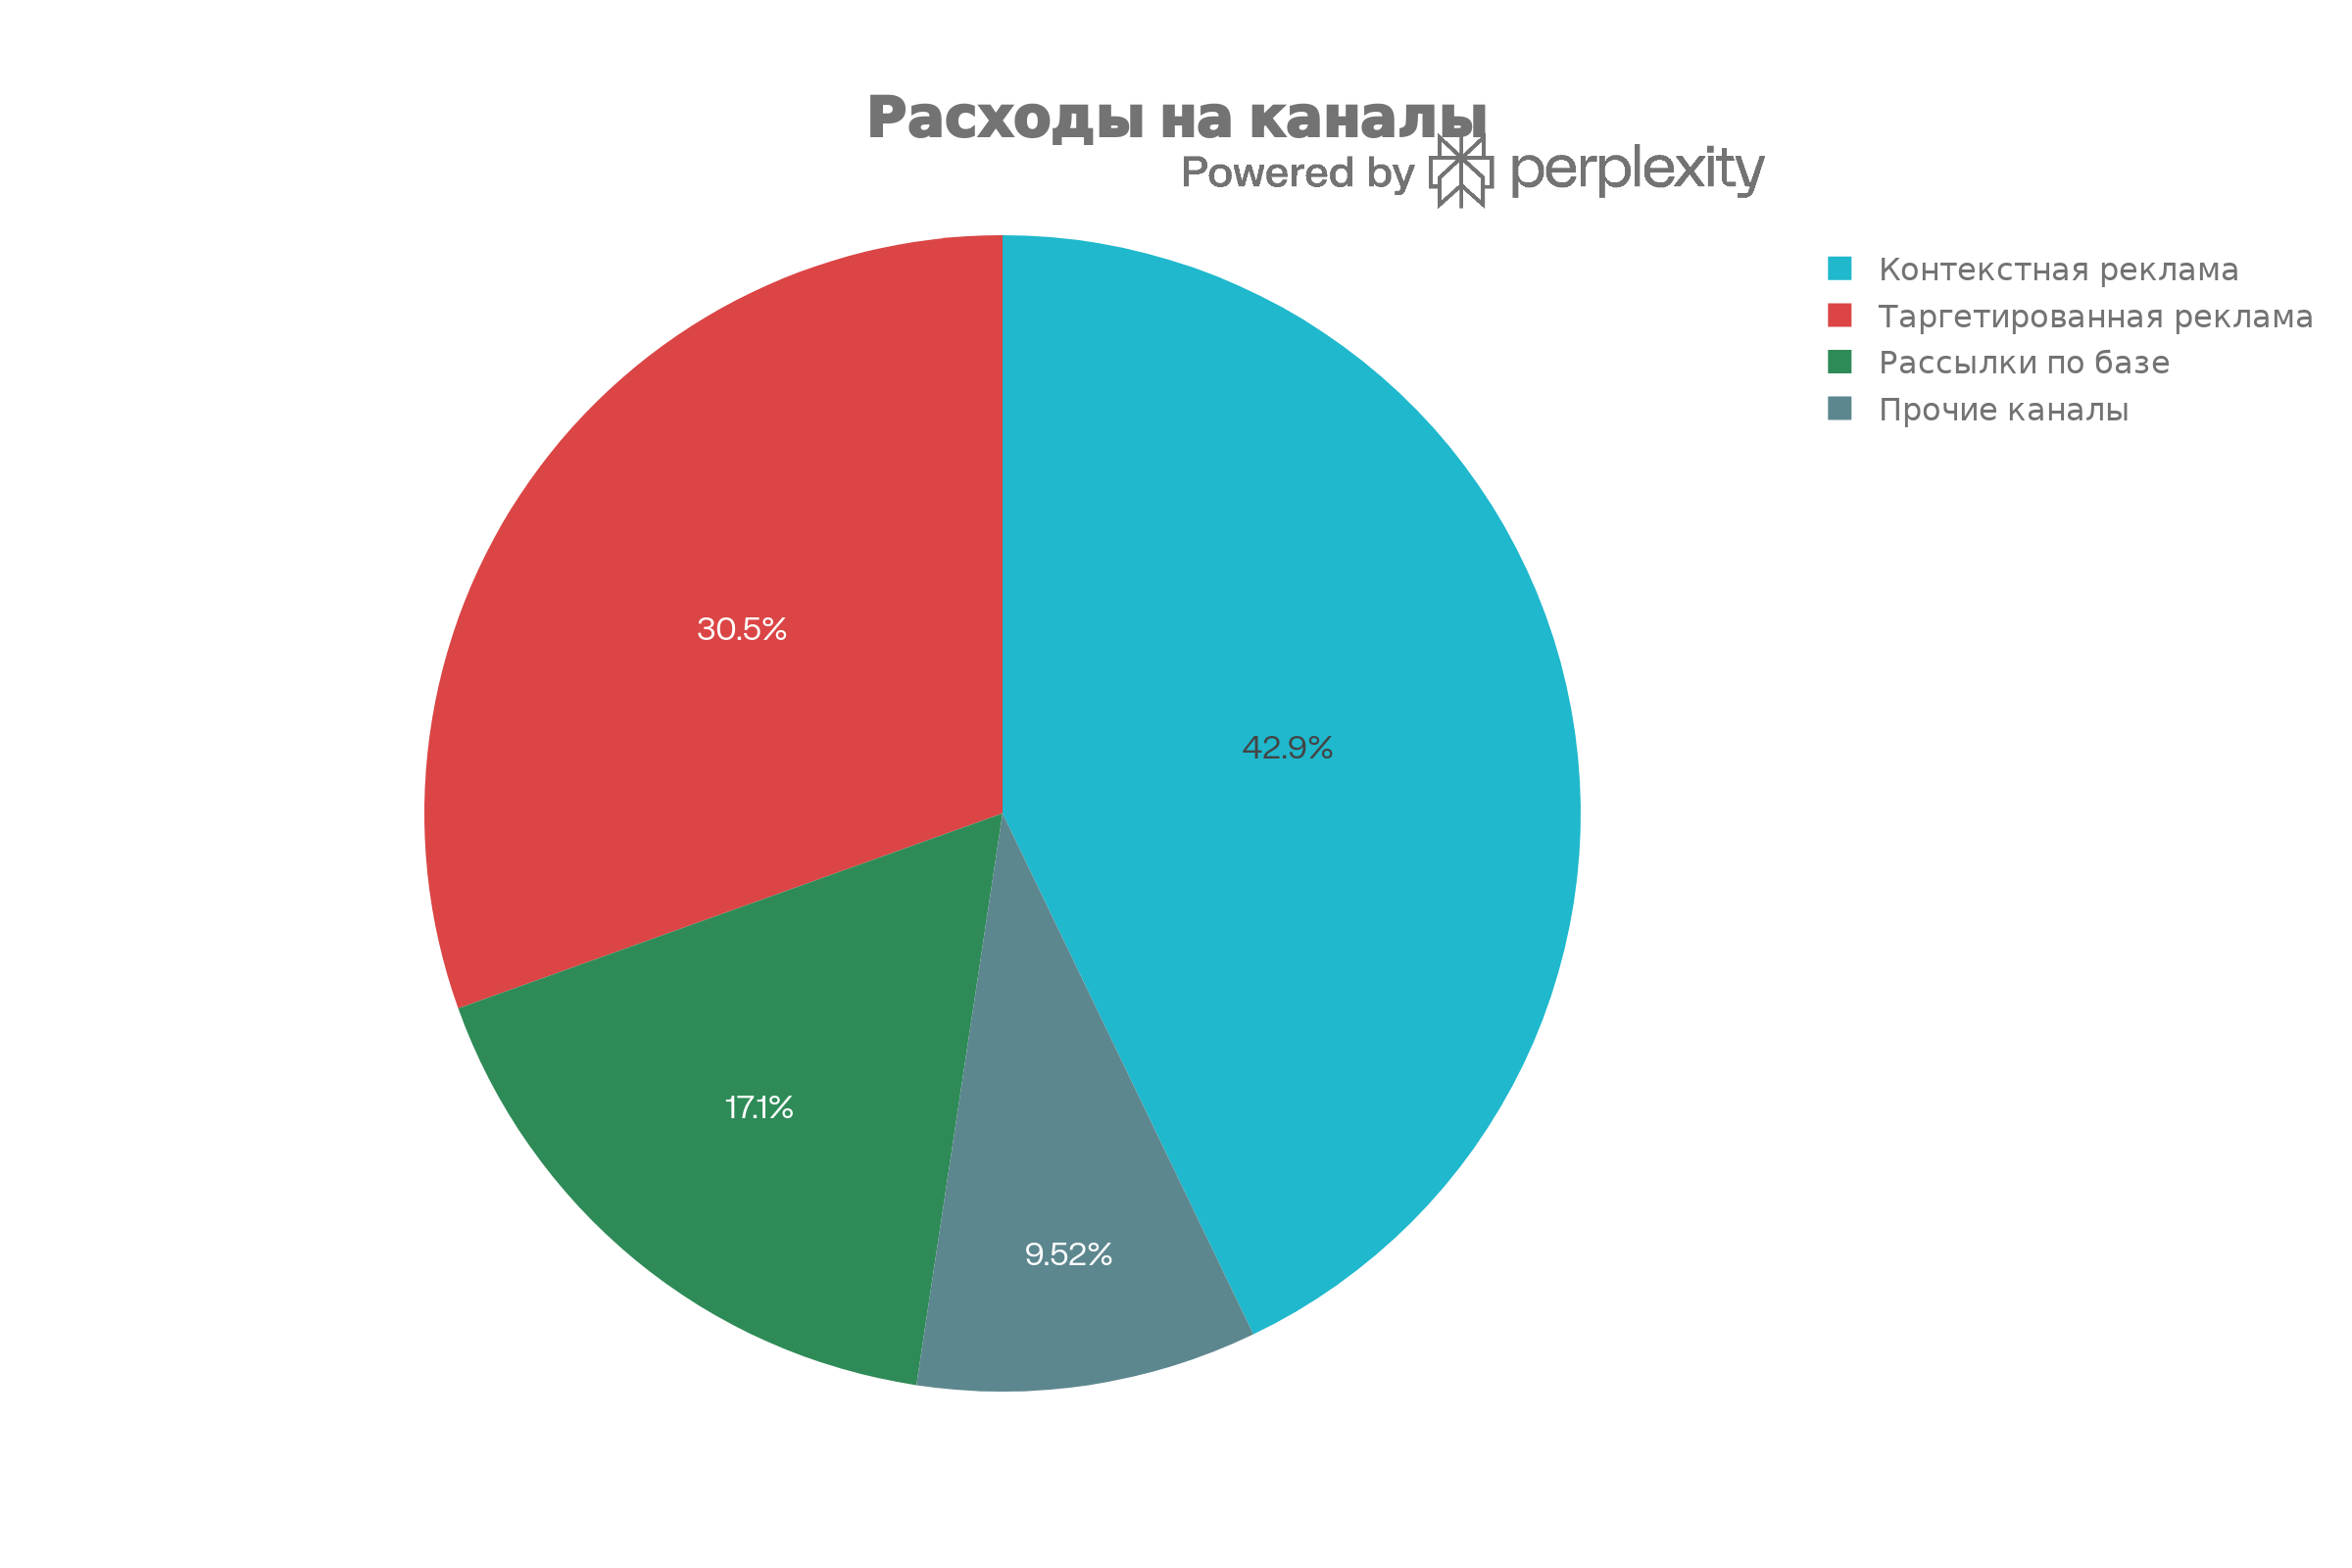 Расходы на каналы
Powered by perplexity
Контекстная реклама
Таргетированная реклама
Рассылки по базе
Прочие каналы
30.5%
42.9%
17.1%
9.52%